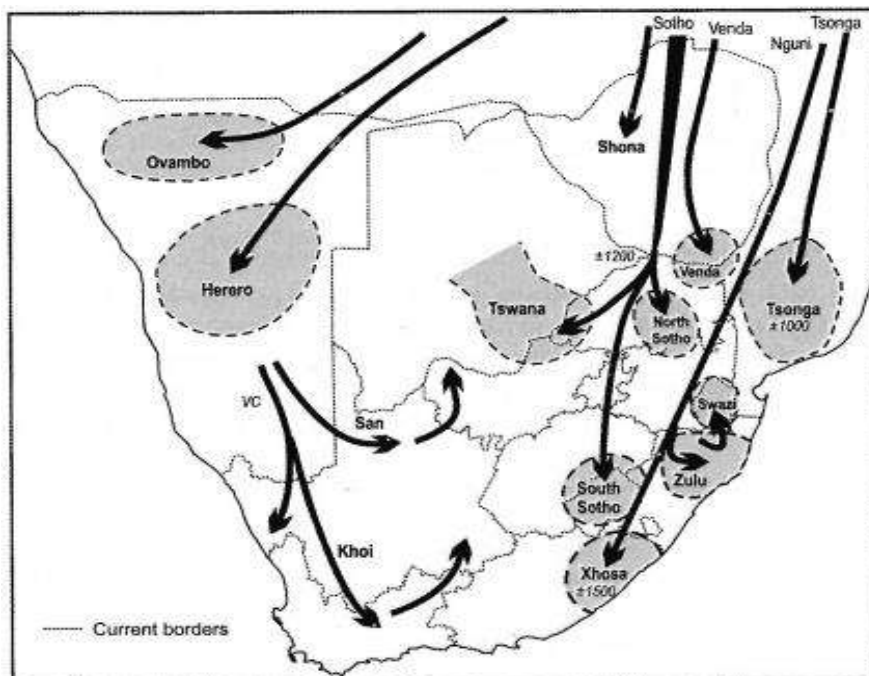 Sotho
Venda
Tsonga
Nguni
Ovambo
Shona
Herero
±1200
Venda
Tswana
Tsonga
±1000
North
Sotho
VC
San
Swazi
South
Sotho
Zulu
Khoi
Xhosa
±1500
Current borders